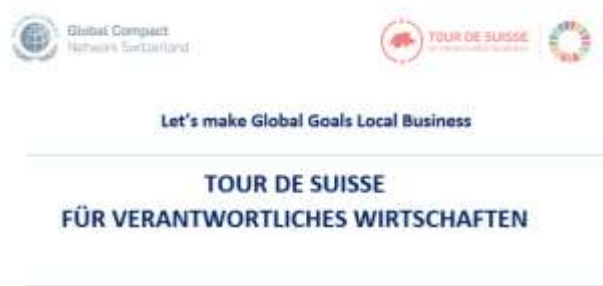 Global Compact
Network Switzerland
TOUR DE SUISSE
Let's make Global Goals Local Business
TOUR DE SUISSE
FÜR VERANTWORTLICHES WIRTSCHAFTEN